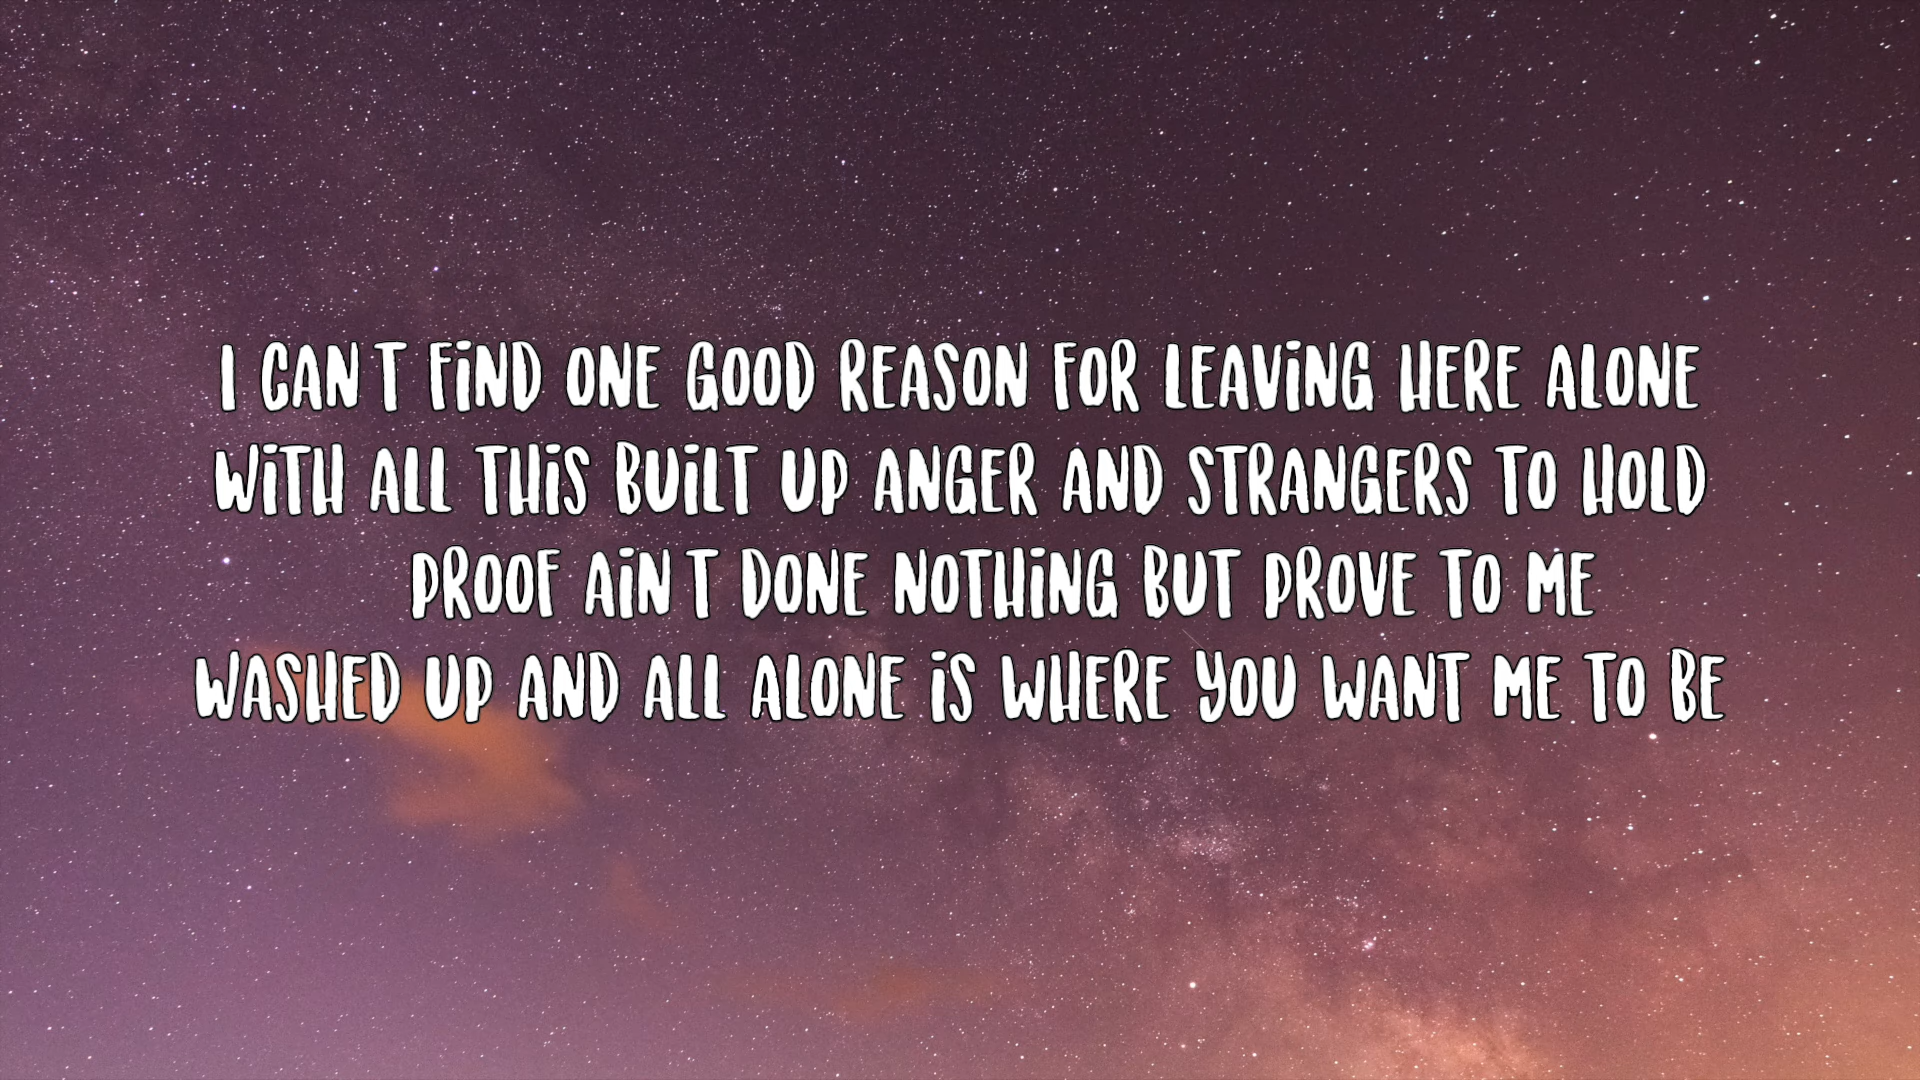 I CAN T FIND ONE GOOD REASON FOR LEAVING HERE ALONE
WITH ALL THIS BUILT UP ANGER AND STRANGERS TO HOLD
PROOF AIN T DONE NOTHING BUT PROVE TO ME
WASHED UP AND ALL ALONE IS WHERE YOU WANT ME TO BE